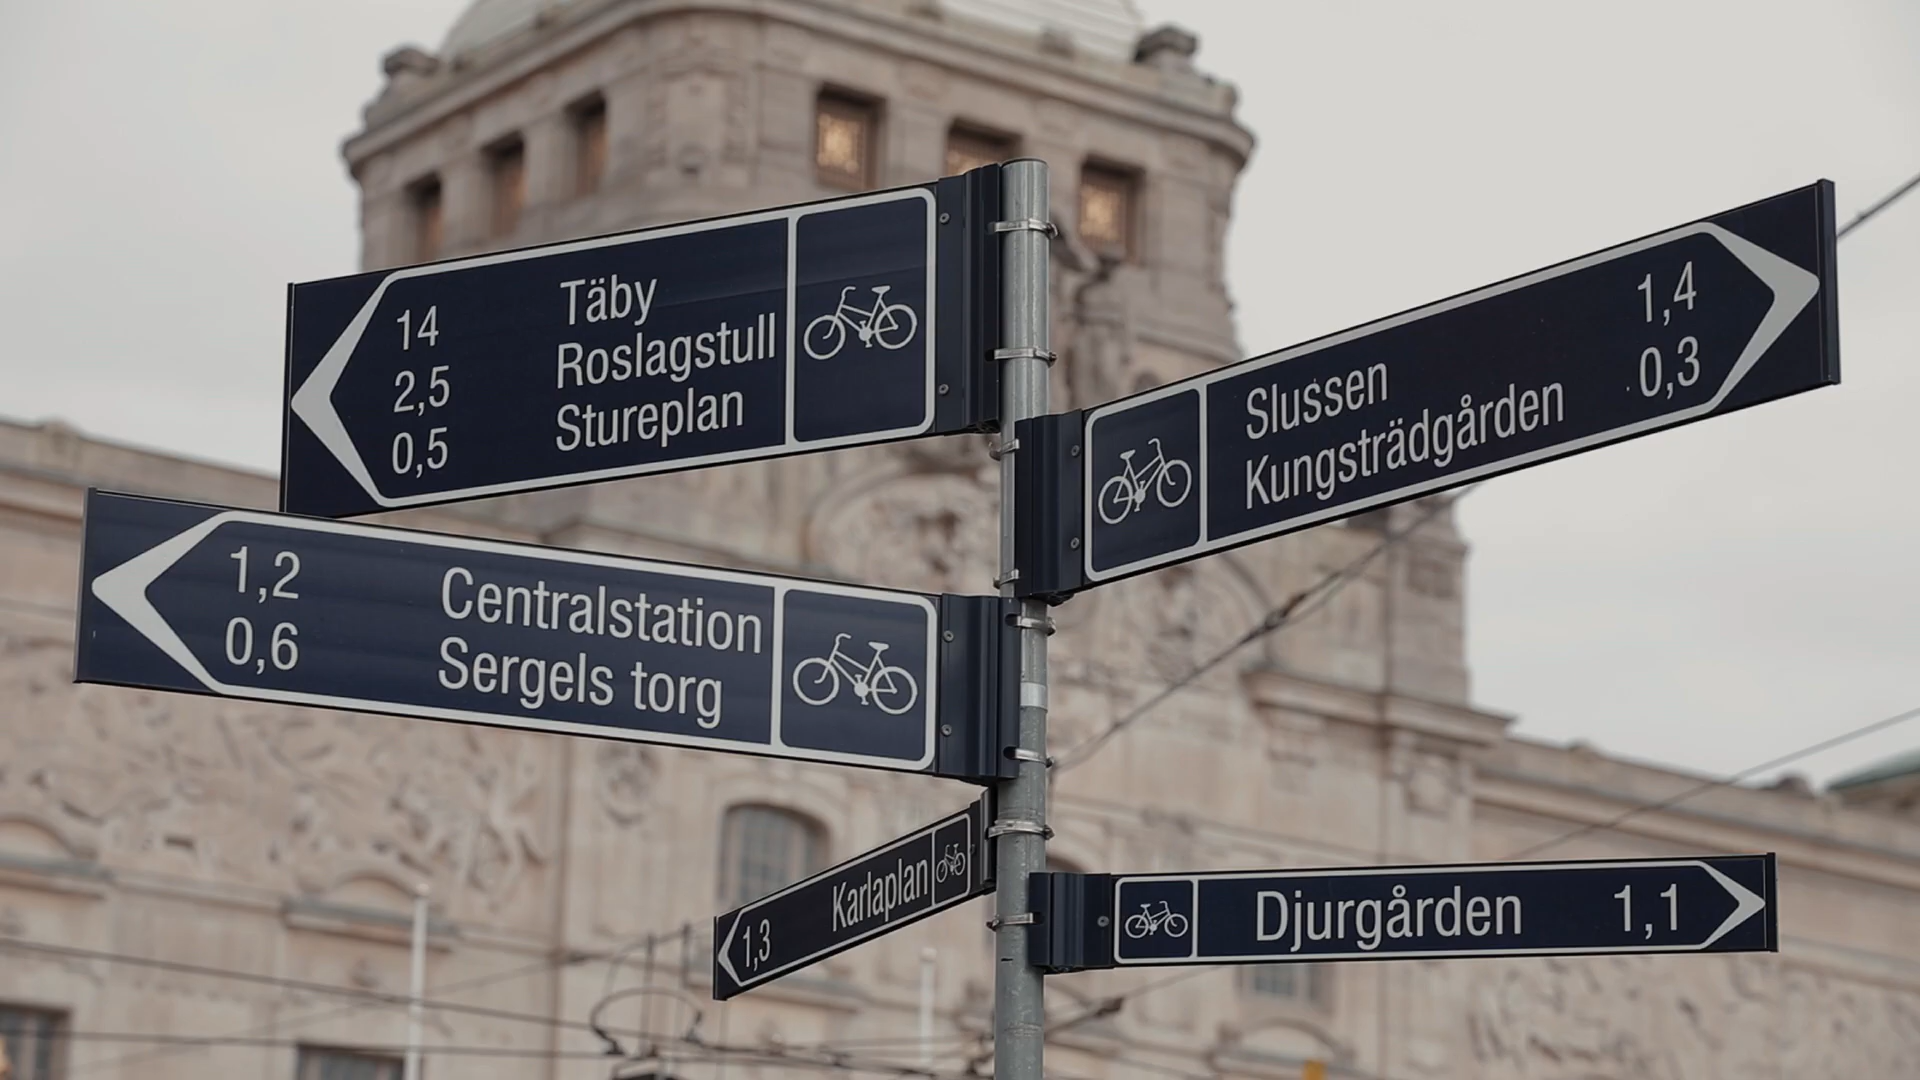 14 Täby
2,5 Roslagstull
0,5 Stureplan
Slussen 1,4
Kungsträdgården 0,3
1,2 Centralstation
0,6 Sergels torg
1,3 Karlaplan
Djurgården 1,1